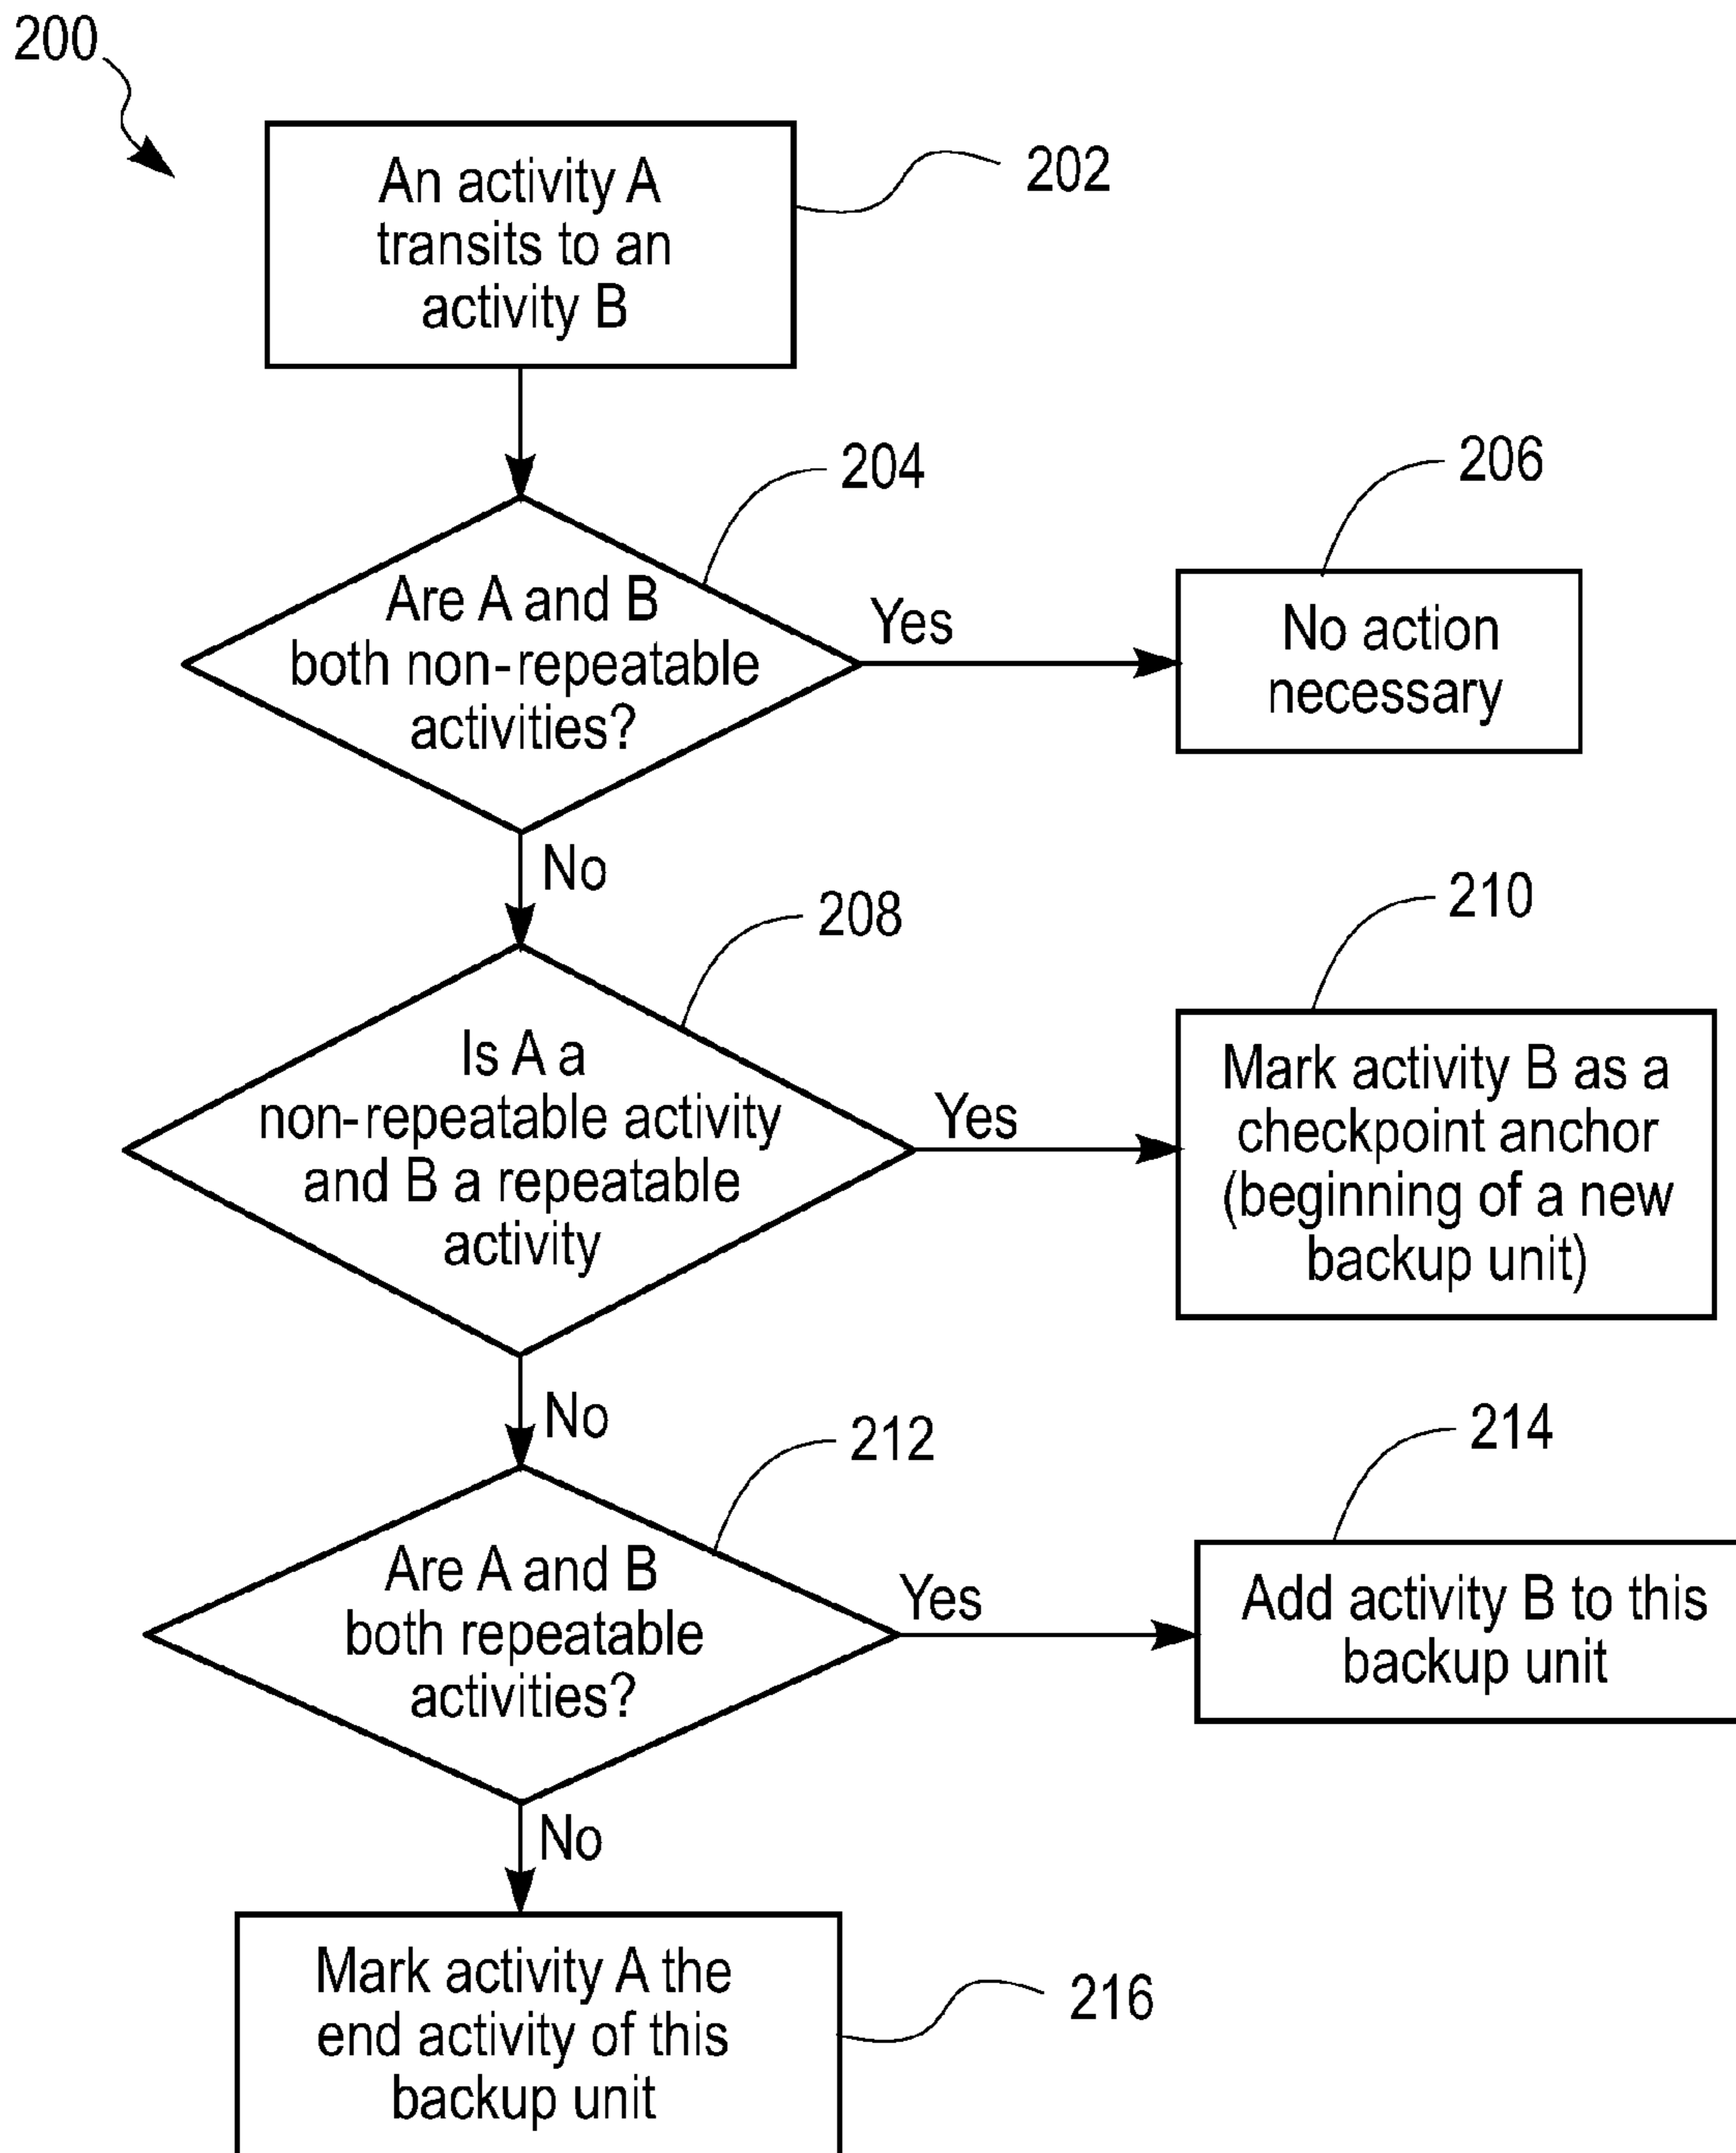 200
An activity A
transits to an
activity B
202
204
Are A and B
both non-repeatable
activities?
Yes
206
No action
necessary
No
208
Is A a
non-repeatable activity
and B a repeatable
activity
Yes
210
Mark activity B as a
checkpoint anchor
(beginning of a new
backup unit)
No
212
Are A and B
both repeatable
activities?
Yes
214
Add activity B to this
backup unit
No
Mark activity A the
end activity of this
backup unit
216